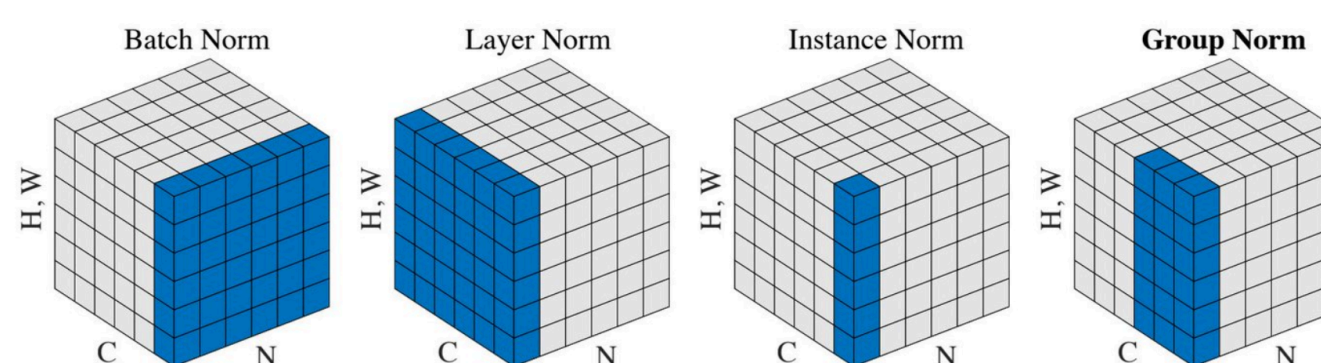 Batch Norm
Layer Norm
Instance Norm
Group Norm
H, W
H, W
H, W
H, W
C
N
C
N
C
N
C
N